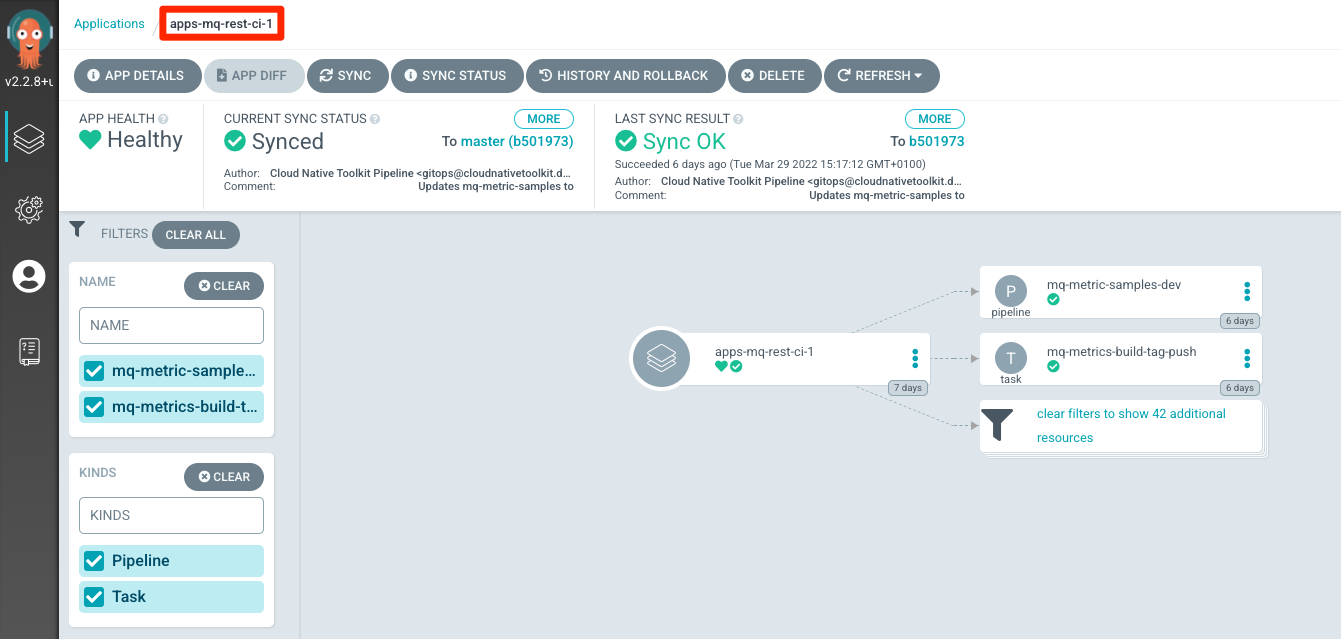 Applications
apps-mq-rest-ci-1
v2.2.8+u
APP DETAILS
APP DIFF
SYNC
SYNC STATUS
HISTORY AND ROLLBACK
DELETE
REFRESH
APP HEALTH
Healthy
CURRENT SYNC STATUS
MORE
Synced
To master (b501973)
Author: Cloud Native Toolkit Pipeline <gitops@cloudnativetoolkit.d...
Comment: Updates mq-metric-samples to
LAST SYNC RESULT
MORE
Sync OK
To b501973
Succeeded 6 days ago (Tue Mar 29 2022 15:17:12 GMT+0100)
Author: Cloud Native Toolkit Pipeline <gitops@cloudnativetoolkit.d...
Comment: Updates mq-metric-samples to
FILTERS
CLEAR ALL
NAME
CLEAR
NAME
mq-metric-sample...
mq-metrics-build-t...
KINDS
CLEAR
KINDS
Pipeline
Task
apps-mq-rest-ci-1
7 days
P
pipeline
mq-metric-samples-dev
6 days
T
task
mq-metrics-build-tag-push
6 days
clear filters to show 42 additional
resources